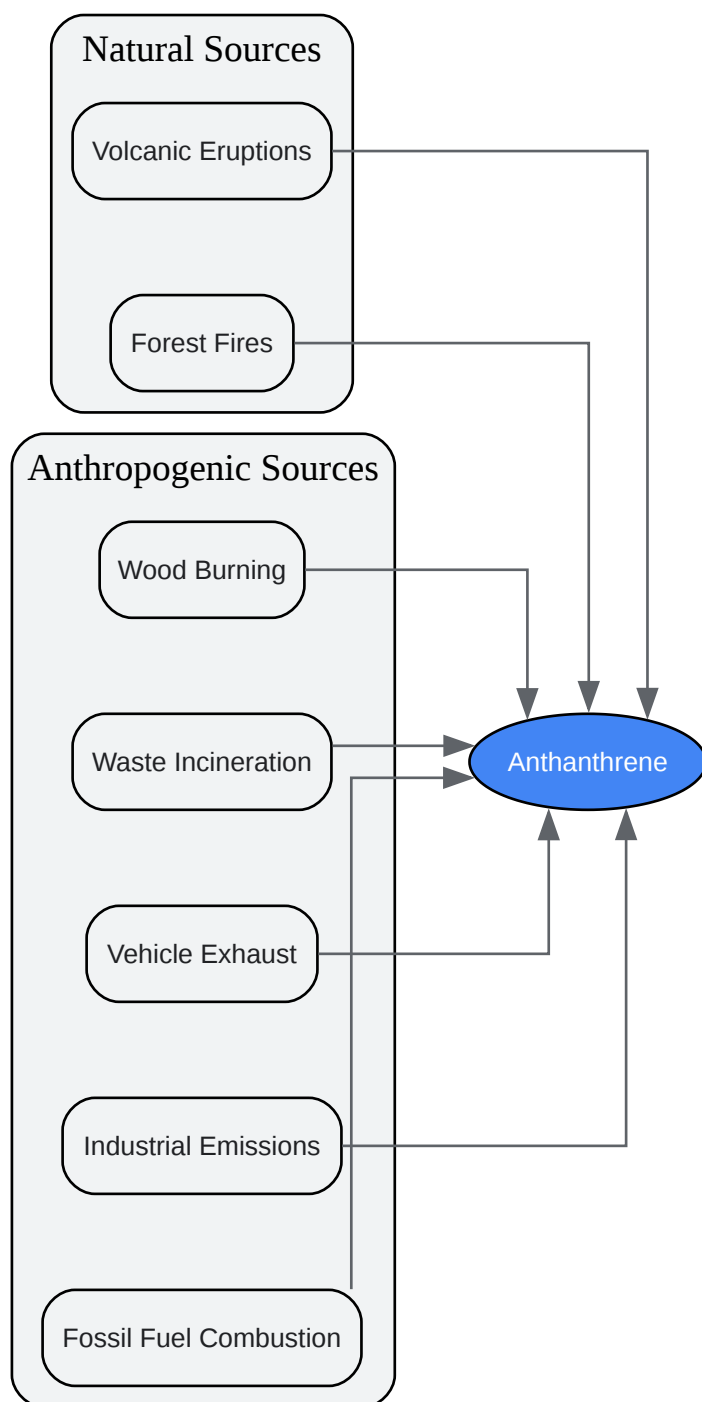 Natural Sources
Volcanic Eruptions
Forest Fires
Anthropogenic Sources
Wood Burning
Waste Incineration
Anthanthrene
Vehicle Exhaust
Industrial Emissions
Fossil Fuel Combustion